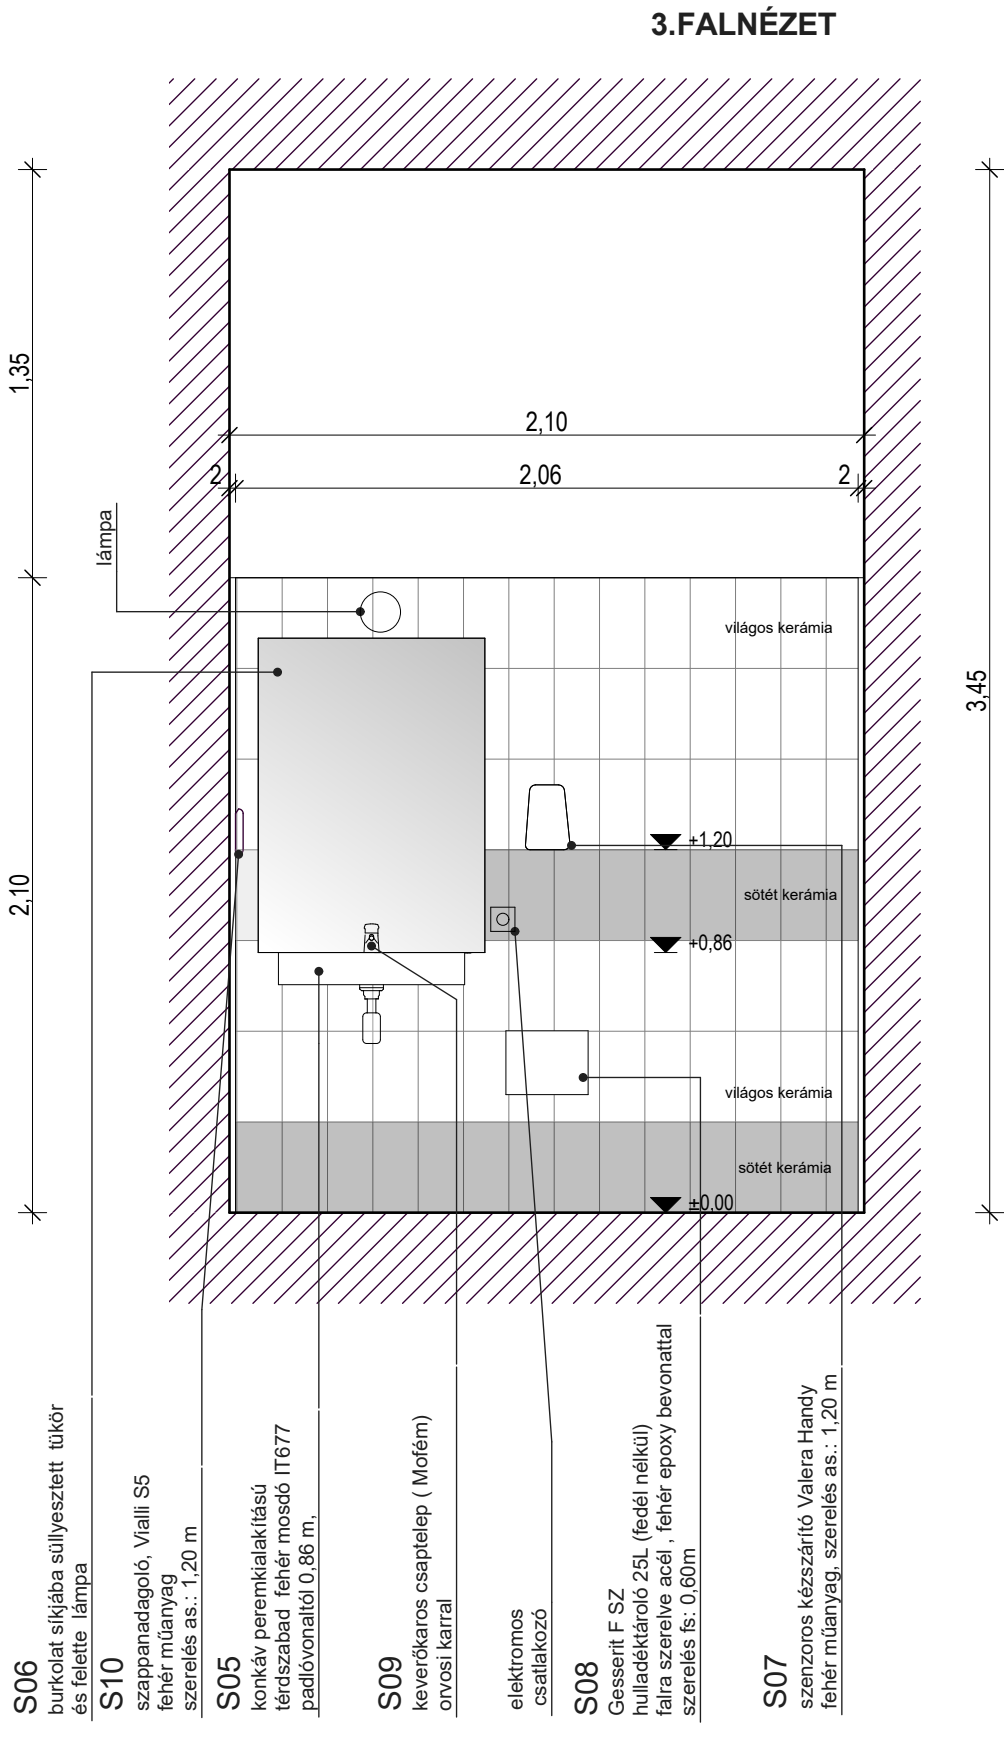 3.FALNÉZET
1,35
2,10
3,45
2,10
2
2,06
2
lámpa
világos kerámia
+1,20
sötét kerámia
+0,86
világos kerámia
sötét kerámia
±0,00
S06
burkolat síkjába süllyesztett tükör
és felette lámpa
S10
szappanadagoló, Vialli S5
fehér műanyag
szerelés as.: 1,20 m
S05
konkáv peremkialakítású
térdszabad fehér mosdó IT677
padlóvonaltól 0,86 m,
S09
keverőkaros csaptelep ( Mofém)
orvosi karral
elektromos
csatlakozó
S08
Gesserit F SZ
hulladéktároló 25L (fedél nélkül)
falra szerelve acél , fehér epoxy bevonattal
szerelés fs: 0,60m
S07
szenzoros kézszárító Valera Handy
fehér műanyag, szerelés as.: 1,20 m